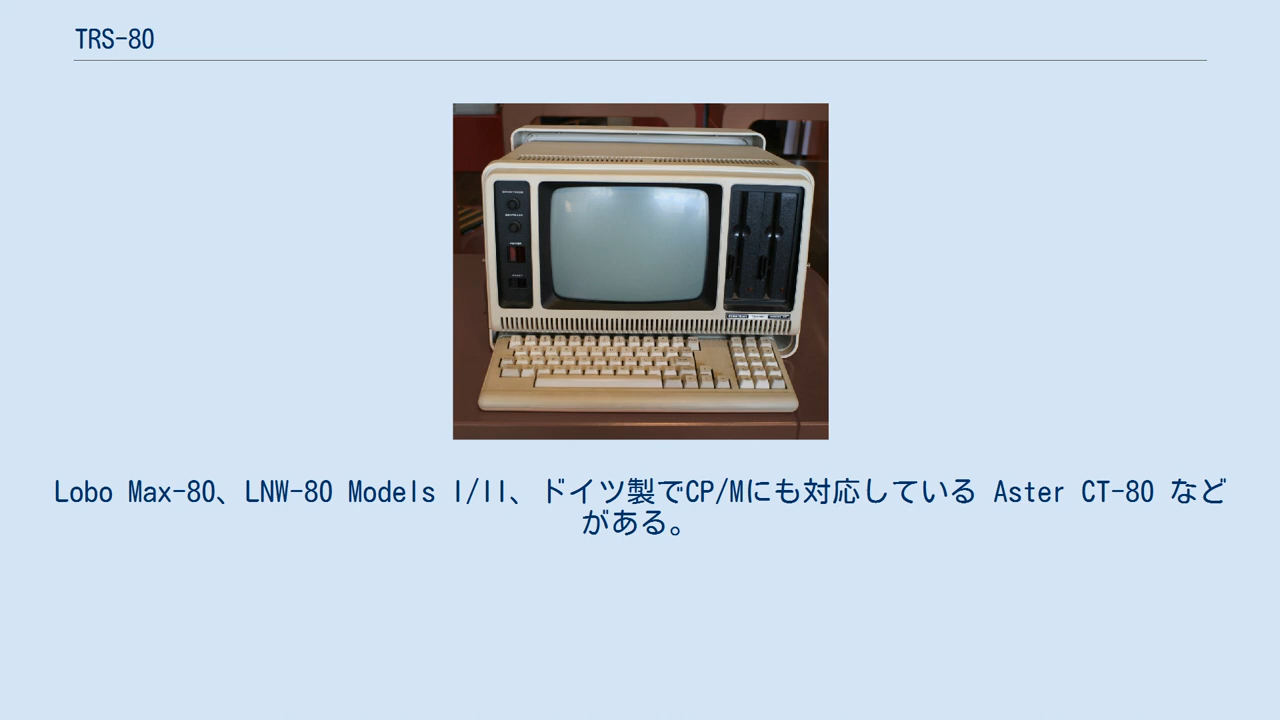 TRS-80
Lobo Max-80、LNW-80 Models I/II、ドイツ製でCP/Mにも対応している Aster CT-80 など
がある。